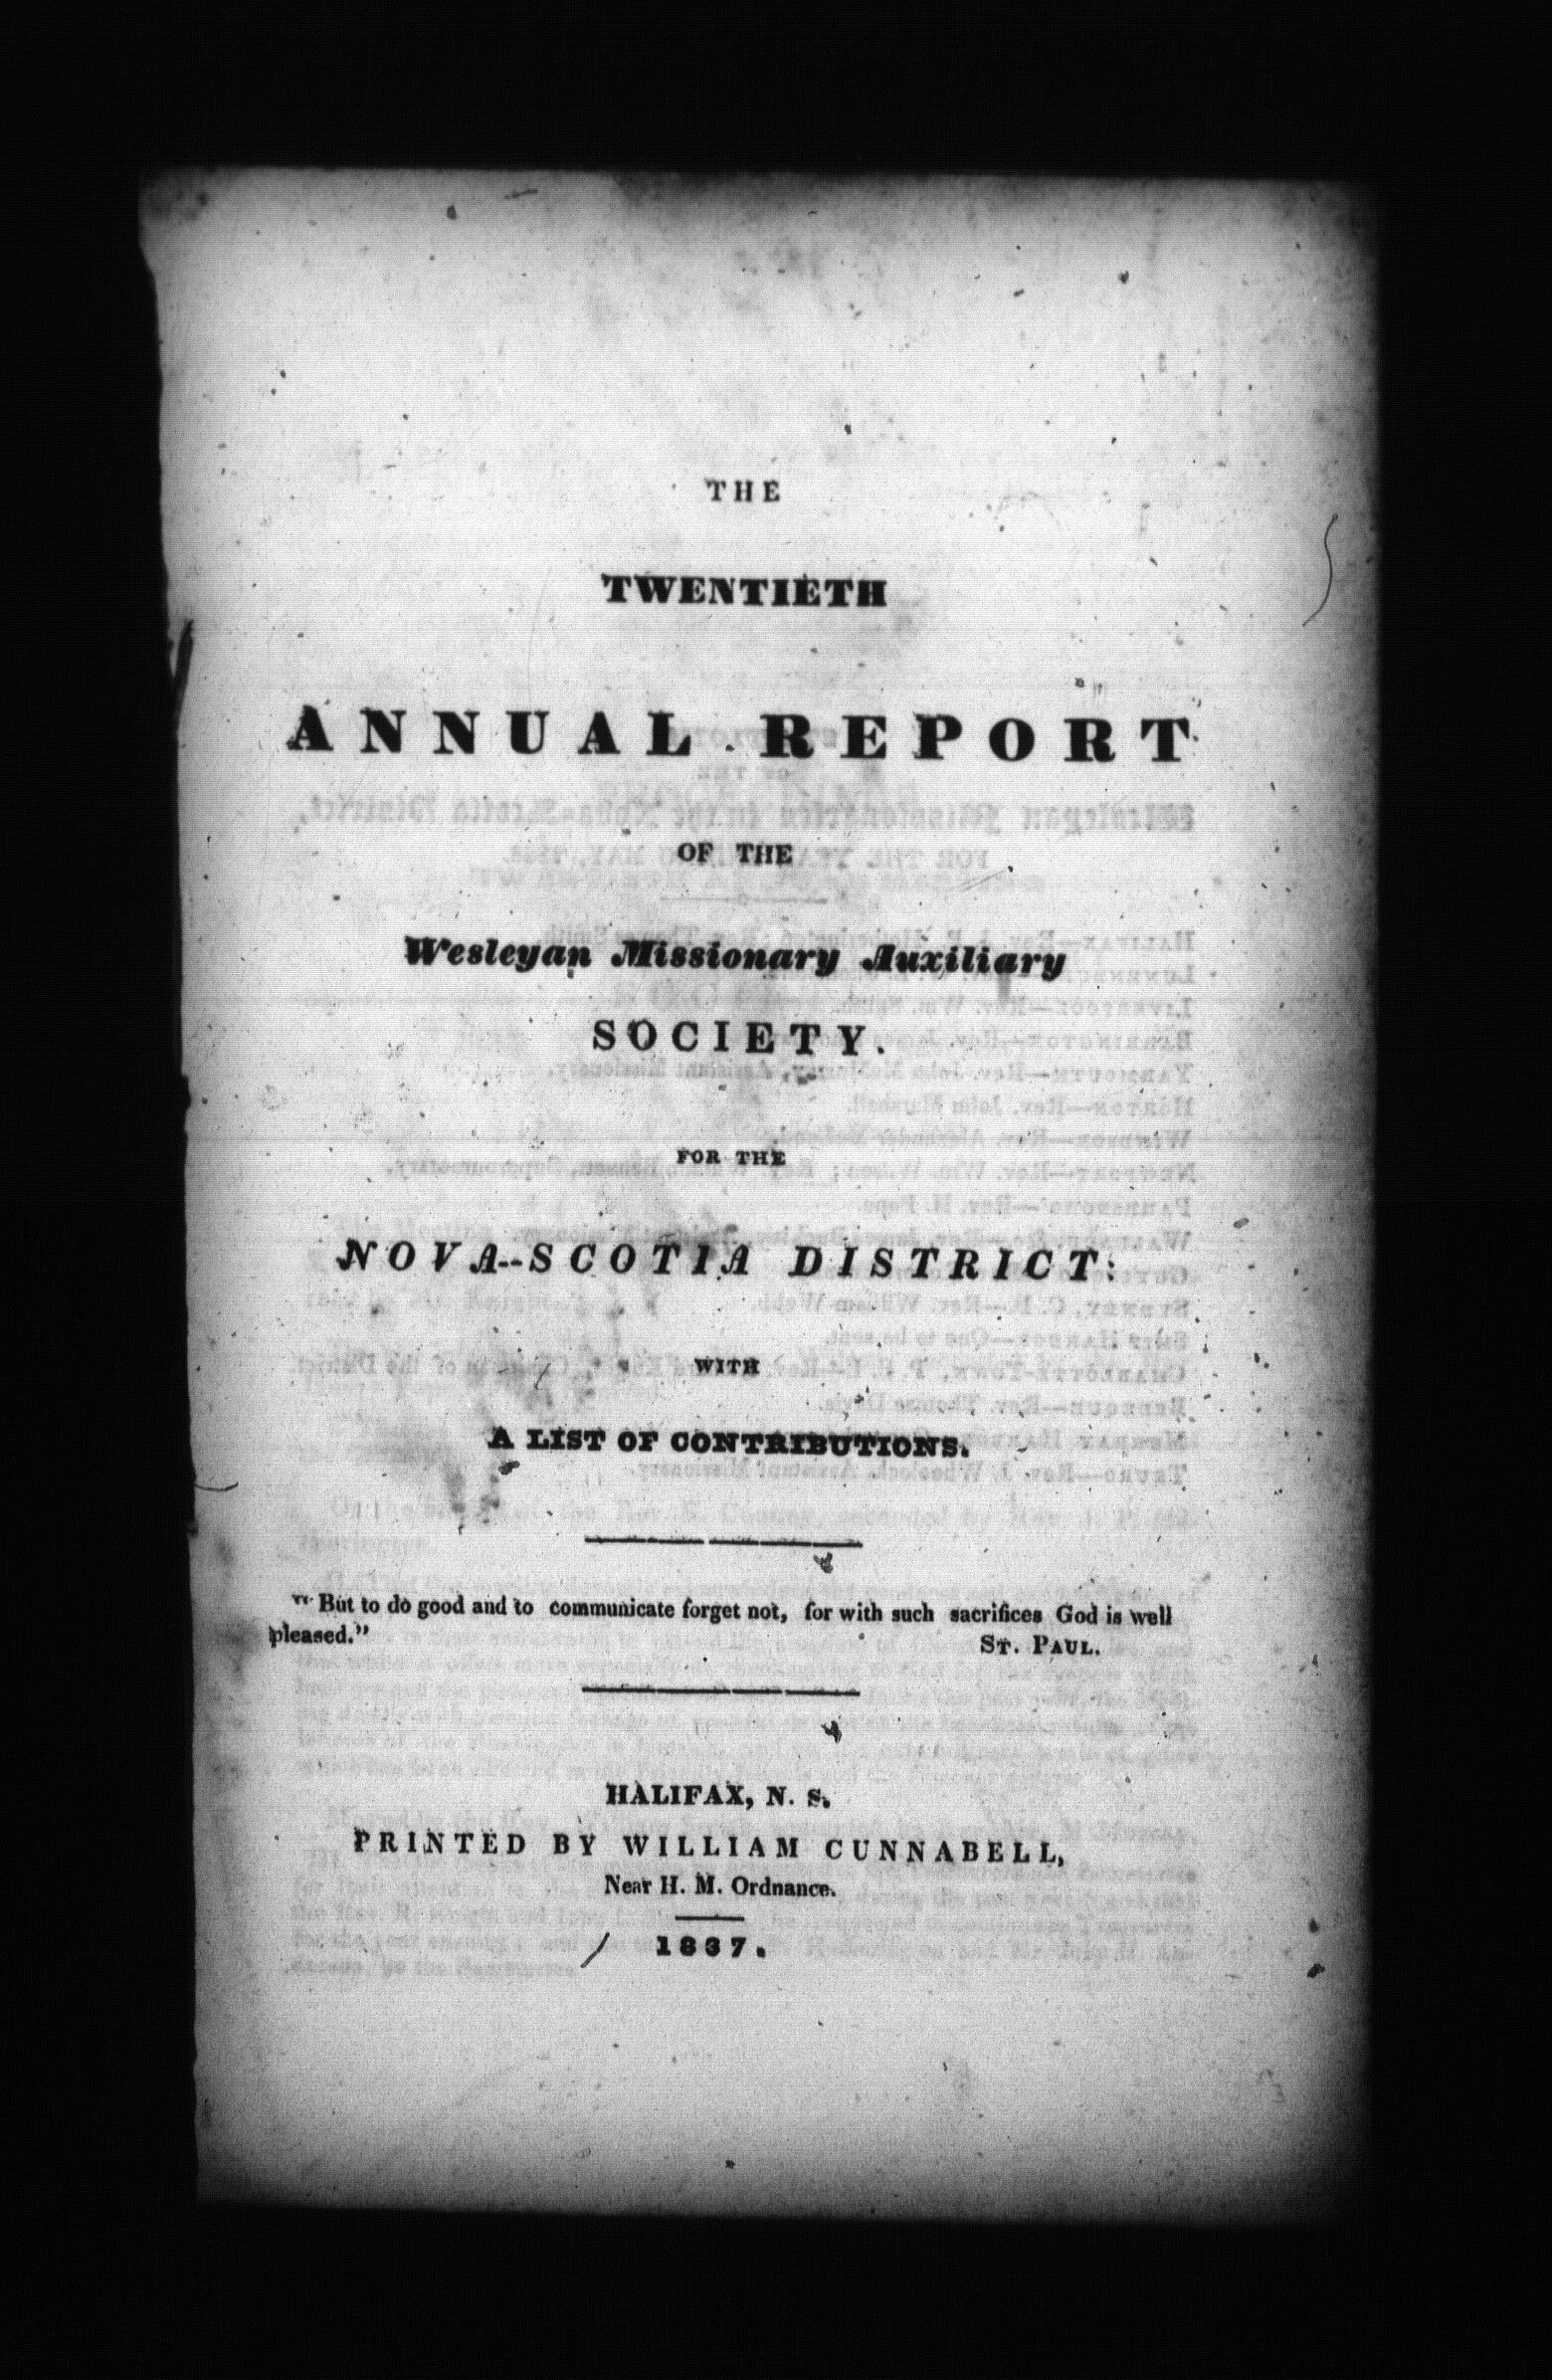 THE
TWENTIETH
ANNUAL REPORT
OF THE
Wesleyan Missionary Auxiliary
SOCIETY.
FOR THE
NOVA--SCOTIA DISTRICT:
WITH
A LIST OF CONTRIBUTIONS.
"But to do good and to communicate forget not, for with such sacrifices God is well
pleased."
ST. PAUL.
HALIFAX, N. S.
PRINTED BY WILLIAM CUNNABELL,
Near H. M. Ordnance.
1837.